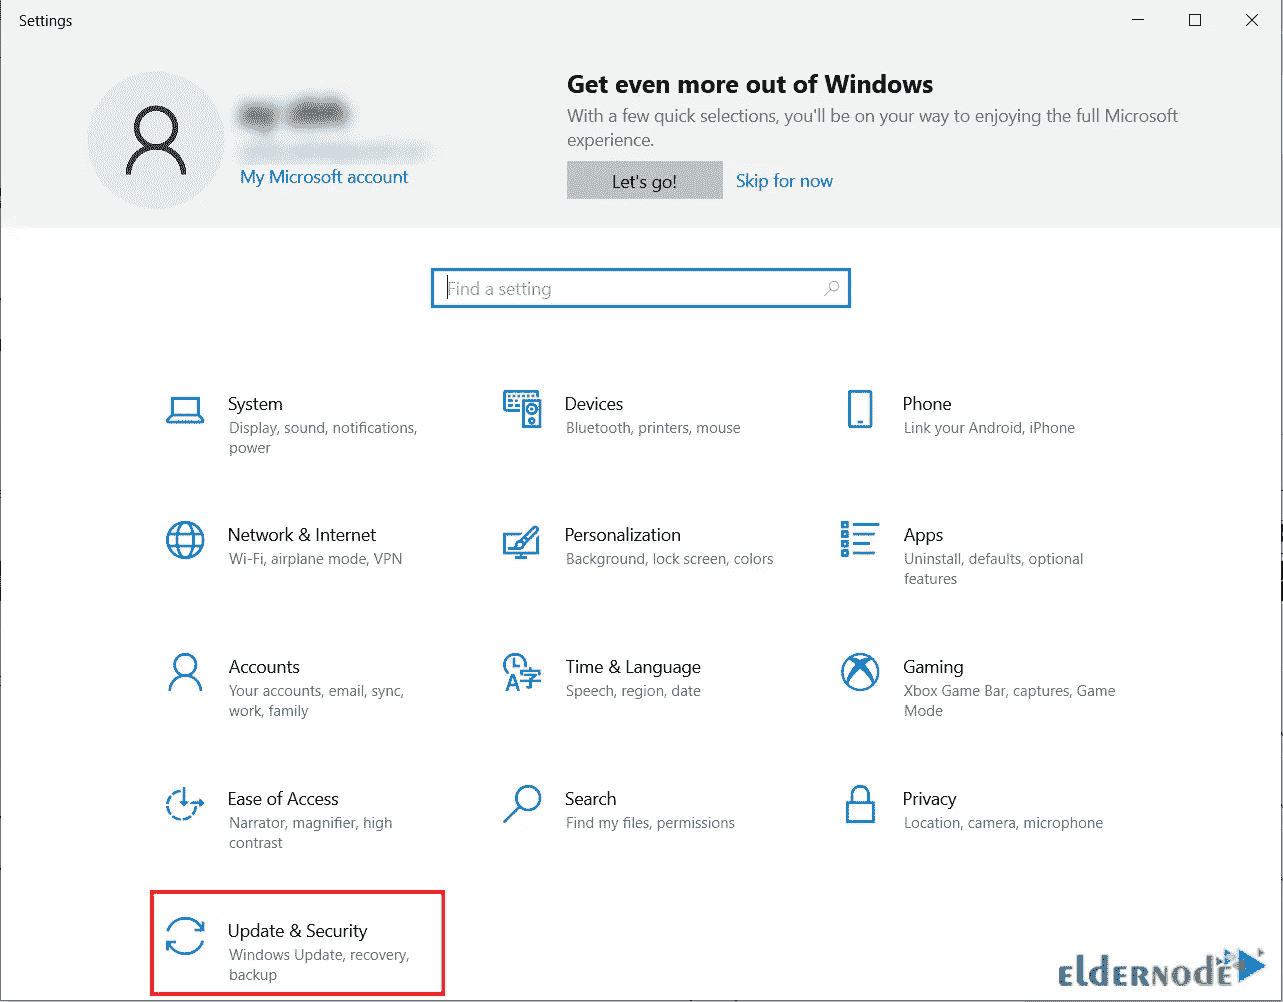 Settings
My Microsoft account
Get even more out of Windows
With a few quick selections, you'll be on your way to enjoying the full Microsoft
experience.
Let's go!
Skip for now
Find a setting
System
Display, sound, notifications,
power
Devices
Bluetooth, printers, mouse
Phone
Link your Android, iPhone
Network & Internet
Wi-Fi, airplane mode, VPN
Personalization
Background, lock screen, colors
Apps
Uninstall, defaults, optional
features
Accounts
Your accounts, email, sync,
work, family
Time & Language
Speech, region, date
Gaming
Xbox Game Bar, captures, Game
Mode
Ease of Access
Narrator, magnifier, high
contrast
Search
Find my files, permissions
Privacy
Location, camera, microphone
Update & Security
Windows Update, recovery,
backup
ELDERNODE